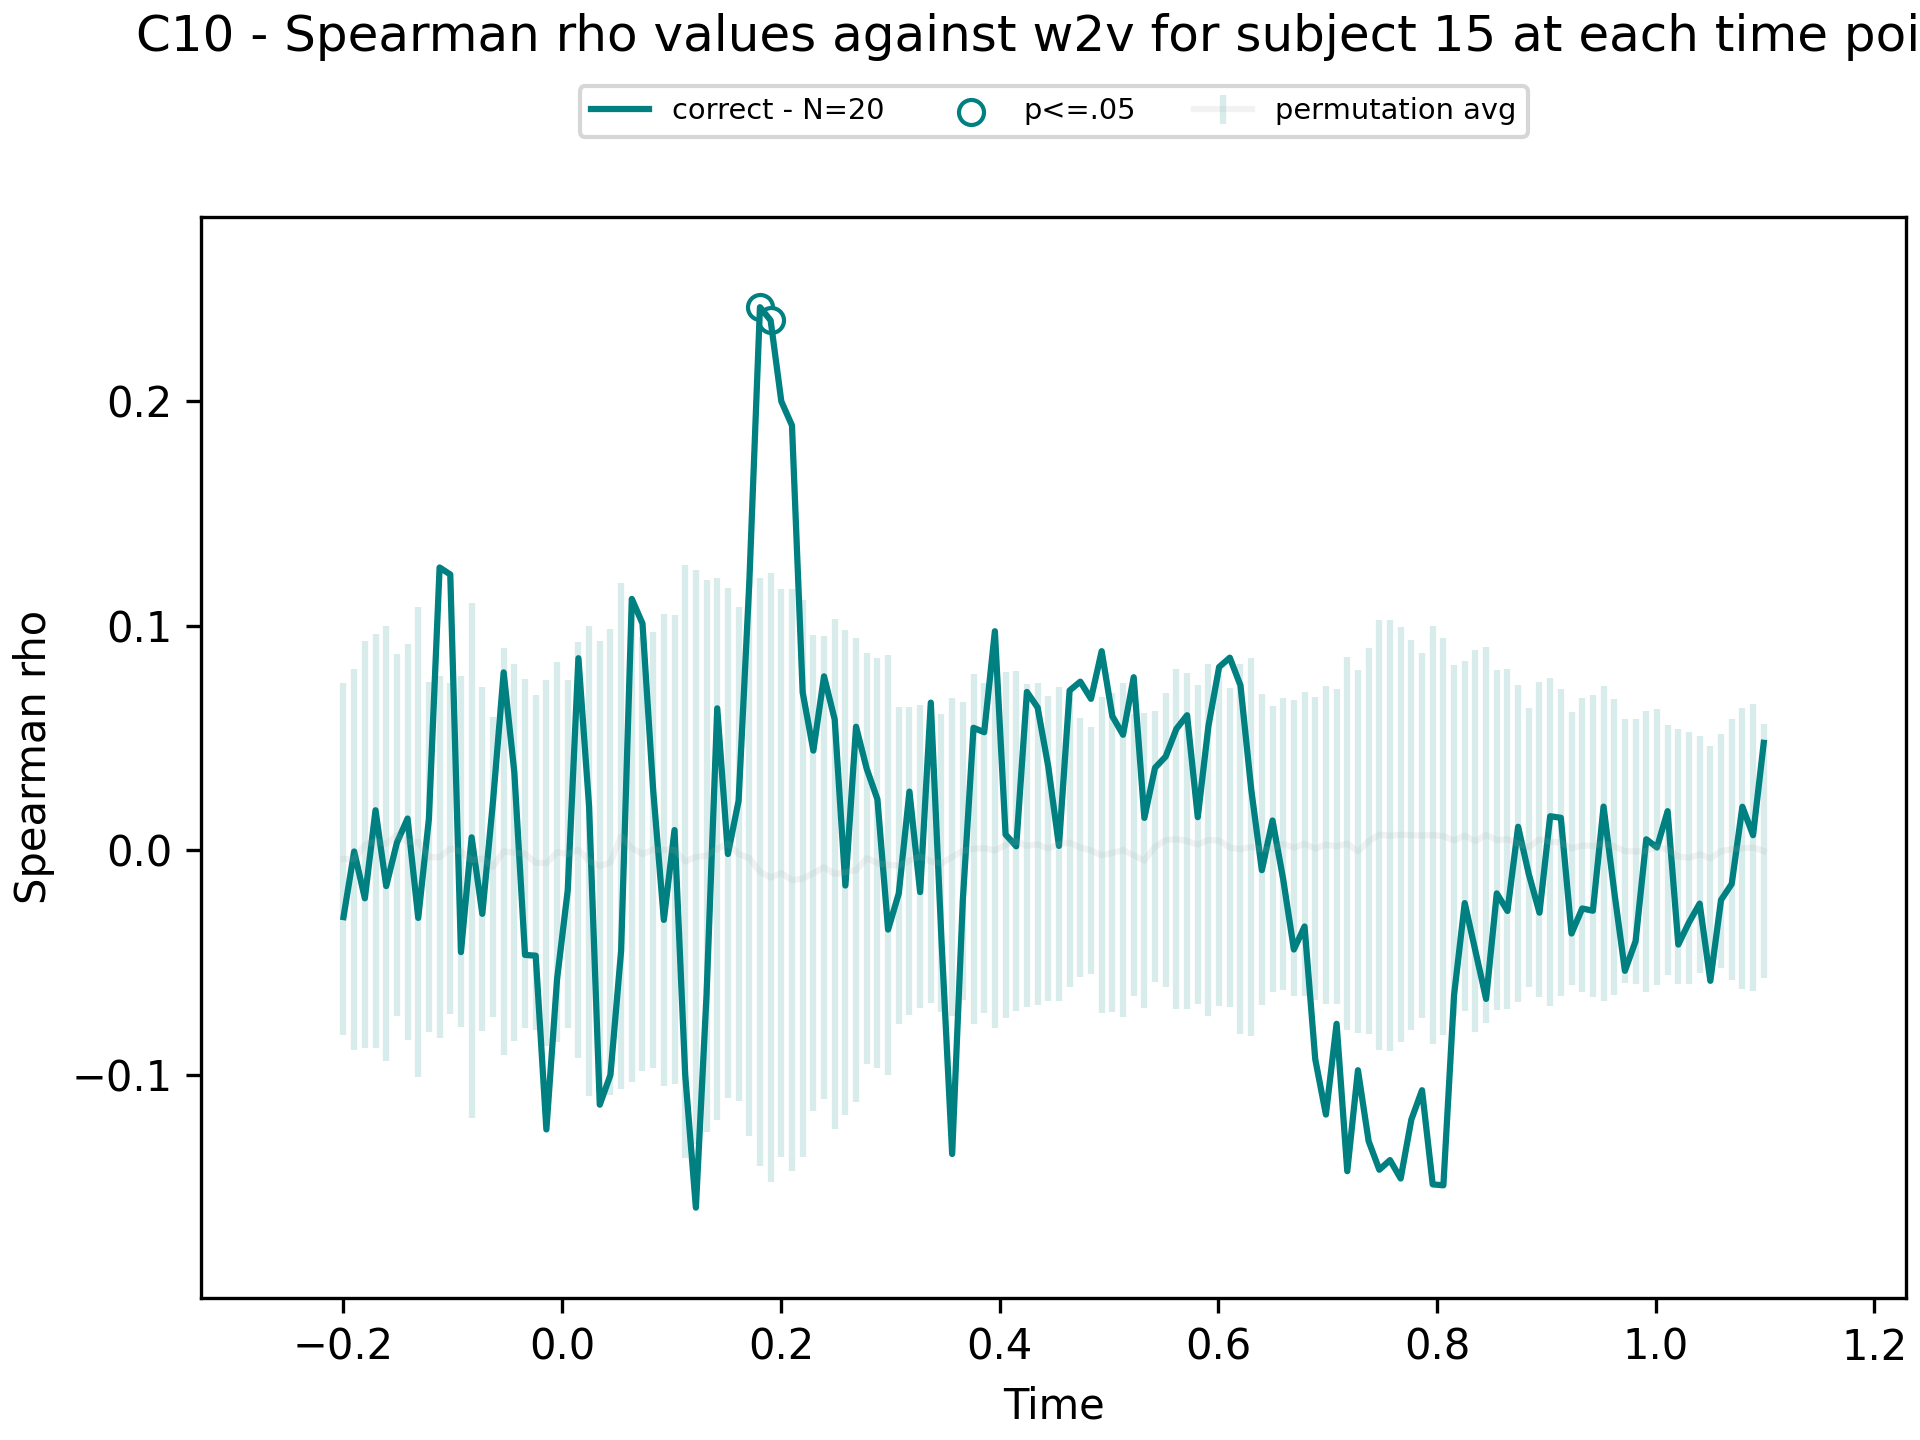 C10 - Spearman rho values against w2v for subject 15 at each time poi
correct - N=20 p<=.05 permutation avg
Spearman rho
0.2
0.1
0.0
−0.1
−0.2 0.0 0.2 0.4 0.6 0.8 1.0 1.2
Time